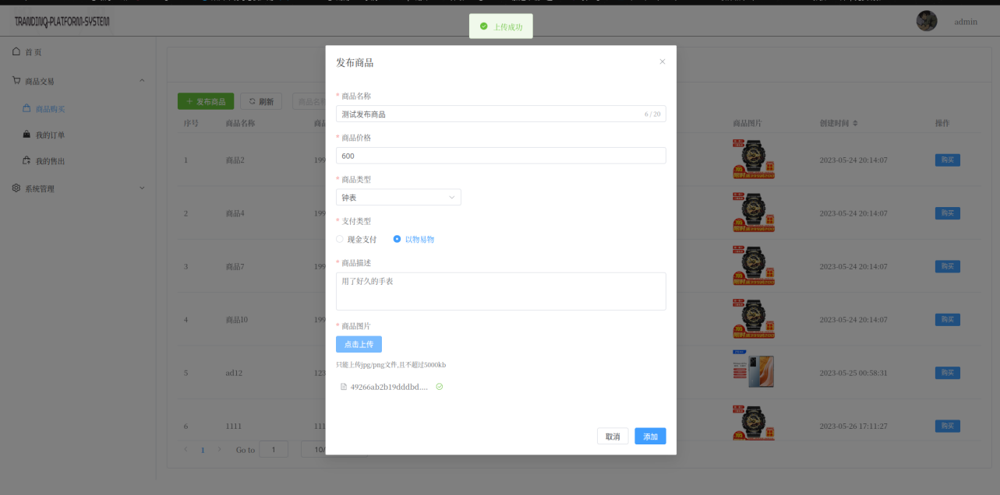 TRANDINQ-PLATFORM-SYSTEM
上传成功
admin
首页
商品交易
商品购买
我的订单
我的售出
系统管理
发布商品
刷新
商品名称
序号
商品名称
商品图片
创建时间
操作
1
商品2
2023-05-24 20:14:07
购买
2
商品4
2023-05-24 20:14:07
购买
3
商品7
2023-05-24 20:14:07
购买
4
商品10
2023-05-24 20:14:07
购买
5
ad12
2023-05-25 00:58:31
购买
6
1111
2023-05-26 17:11:27
购买
1
Go to
1
发布商品
* 商品名称
测试发布商品
6 / 20
* 商品价格
600
* 商品类型
钟表
* 支付类型
现金支付
以物易物
* 商品描述
用了好久的手表
* 商品图片
点击上传
只能上传jpg/png文件,且不超过5000kb
49266ab2b19dddbd....
取消
添加